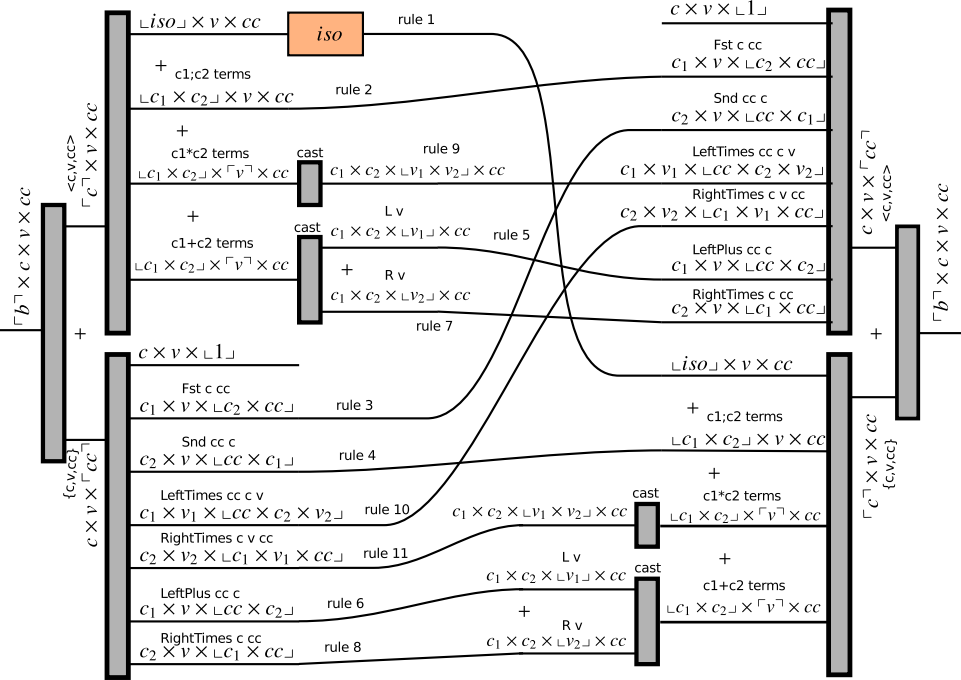 ⌜b⌝ × c × v × cc
+
<c,v,cc>
⌜c⌝ × v × cc
{c,v,cc}
c × v × ⌜cc⌝
⌞iso⌟ × v × cc
iso
rule 1
+
c1;c2 terms
⌞c₁ × c₂⌟ × v × cc
rule 2
+
c1*c2 terms
⌞c₁ × c₂⌟ × ⌜v⌝ × cc
cast
c₁ × c₂ × ⌞v₁ × v₂⌟ × cc
rule 9
+
c1+c2 terms
⌞c₁ × c₂⌟ × ⌜v⌝ × cc
cast
L v
c₁ × c₂ × ⌞v₁⌟ × cc
rule 5
+
R v
c₁ × c₂ × ⌞v₂⌟ × cc
rule 7
c × v × ⌞1⌟
Fst c cc
c₁ × v × ⌞c₂ × cc⌟
rule 3
Snd cc c
c₂ × v × ⌞cc × c₁⌟
rule 4
LeftTimes cc c v
c₁ × v₁ × ⌞cc × c₂ × v₂⌟
rule 10
RightTimes c v cc
c₂ × v₂ × ⌞c₁ × v₁ × cc⌟
rule 11
LeftPlus cc c
c₁ × v × ⌞cc × c₂⌟
rule 6
RightTimes c cc
c₂ × v × ⌞c₁ × cc⌟
rule 8
c × v × ⌞1⌟
Fst c cc
c₁ × v × ⌞c₂ × cc⌟
Snd cc c
c₂ × v × ⌞cc × c₁⌟
LeftTimes cc c v
c₁ × v₁ × ⌞cc × c₂ × v₂⌟
RightTimes c v cc
c₂ × v₂ × ⌞c₁ × v₁ × cc⌟
LeftPlus cc c
c₁ × v × ⌞cc × c₂⌟
RightTimes c cc
c₂ × v × ⌞c₁ × cc⌟
⌞iso⌟ × v × cc
+
c1;c2 terms
⌞c₁ × c₂⌟ × v × cc
+
c1*c2 terms
⌞c₁ × c₂⌟ × ⌜v⌝ × cc
cast
c₁ × c₂ × ⌞v₁ × v₂⌟ × cc
+
c1+c2 terms
⌞c₁ × c₂⌟ × ⌜v⌝ × cc
cast
L v
c₁ × c₂ × ⌞v₁⌟ × cc
+
R v
c₁ × c₂ × ⌞v₂⌟ × cc
c × v × ⌜cc⌝
<c,v,cc>
+
⌜c⌝ × v × cc
{c,v,cc}
⌜b⌝ × c × v × cc